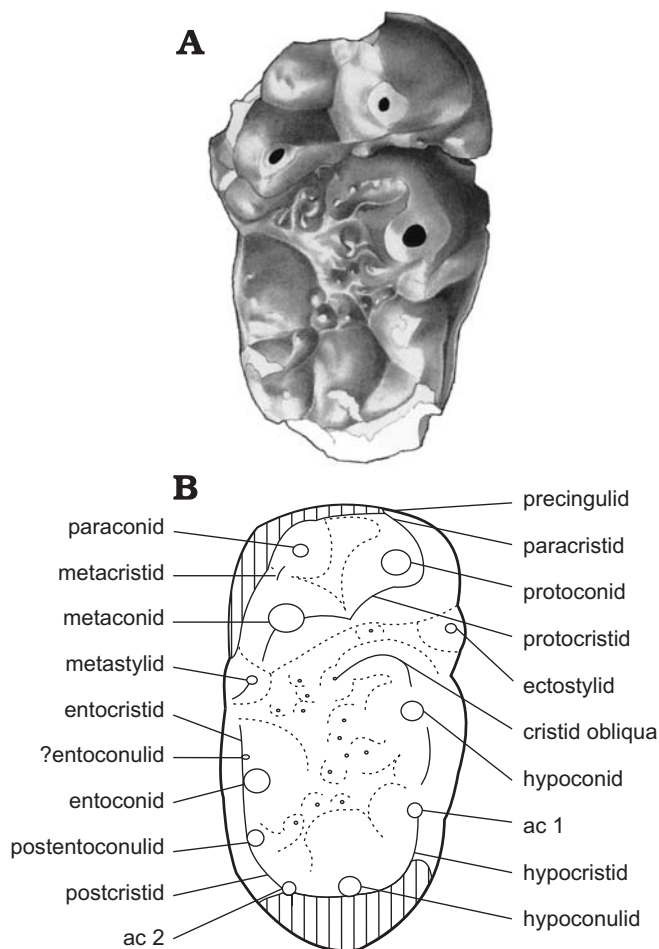 A
B
paraconid
metacristid
metaconid
metastylid
entocristid
?entoconulid
entoconid
postentoconulid
postcristid
ac 2
precingulid
paracristid
protoconid
protocristid
ectostylid
cristid obliqua
hypoconid
ac 1
hypocristid
hypoconulid